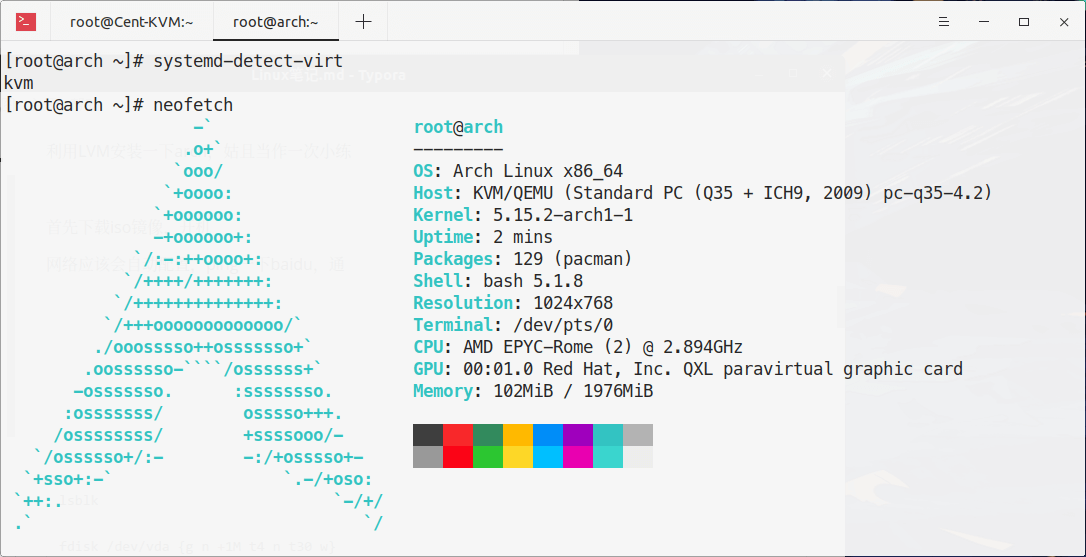 root@Cent-KVM:~
root@arch:~
[root@arch ~]# systemd-detect-virt
kvm
[root@arch ~]# neofetch
root@arch
---------
OS: Arch Linux x86_64
Host: KVM/QEMU (Standard PC (Q35 + ICH9, 2009) pc-q35-4.2)
Kernel: 5.15.2-arch1-1
Uptime: 2 mins
Packages: 129 (pacman)
Shell: bash 5.1.8
Resolution: 1024x768
Terminal: /dev/pts/0
CPU: AMD EPYC-Rome (2) @ 2.894GHz
GPU: 00:01.0 Red Hat, Inc. QXL paravirtual graphic card
Memory: 102MiB / 1976MiB